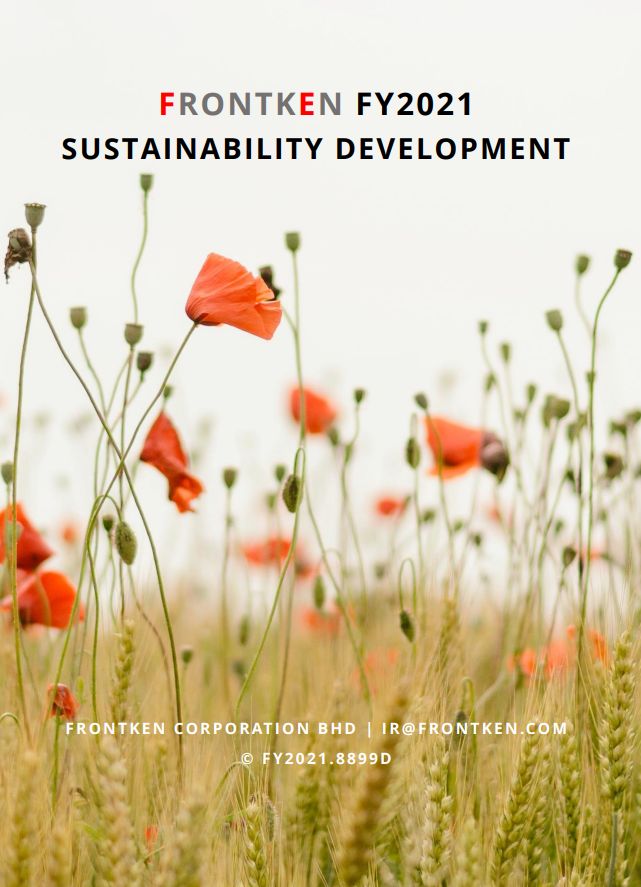 FRONTKEN FY2021
SUSTAINABILITY DEVELOPMENT
FRONTKEN CORPORATION BHD | IR@FRONTKEN.COM
© FY2021.8899D